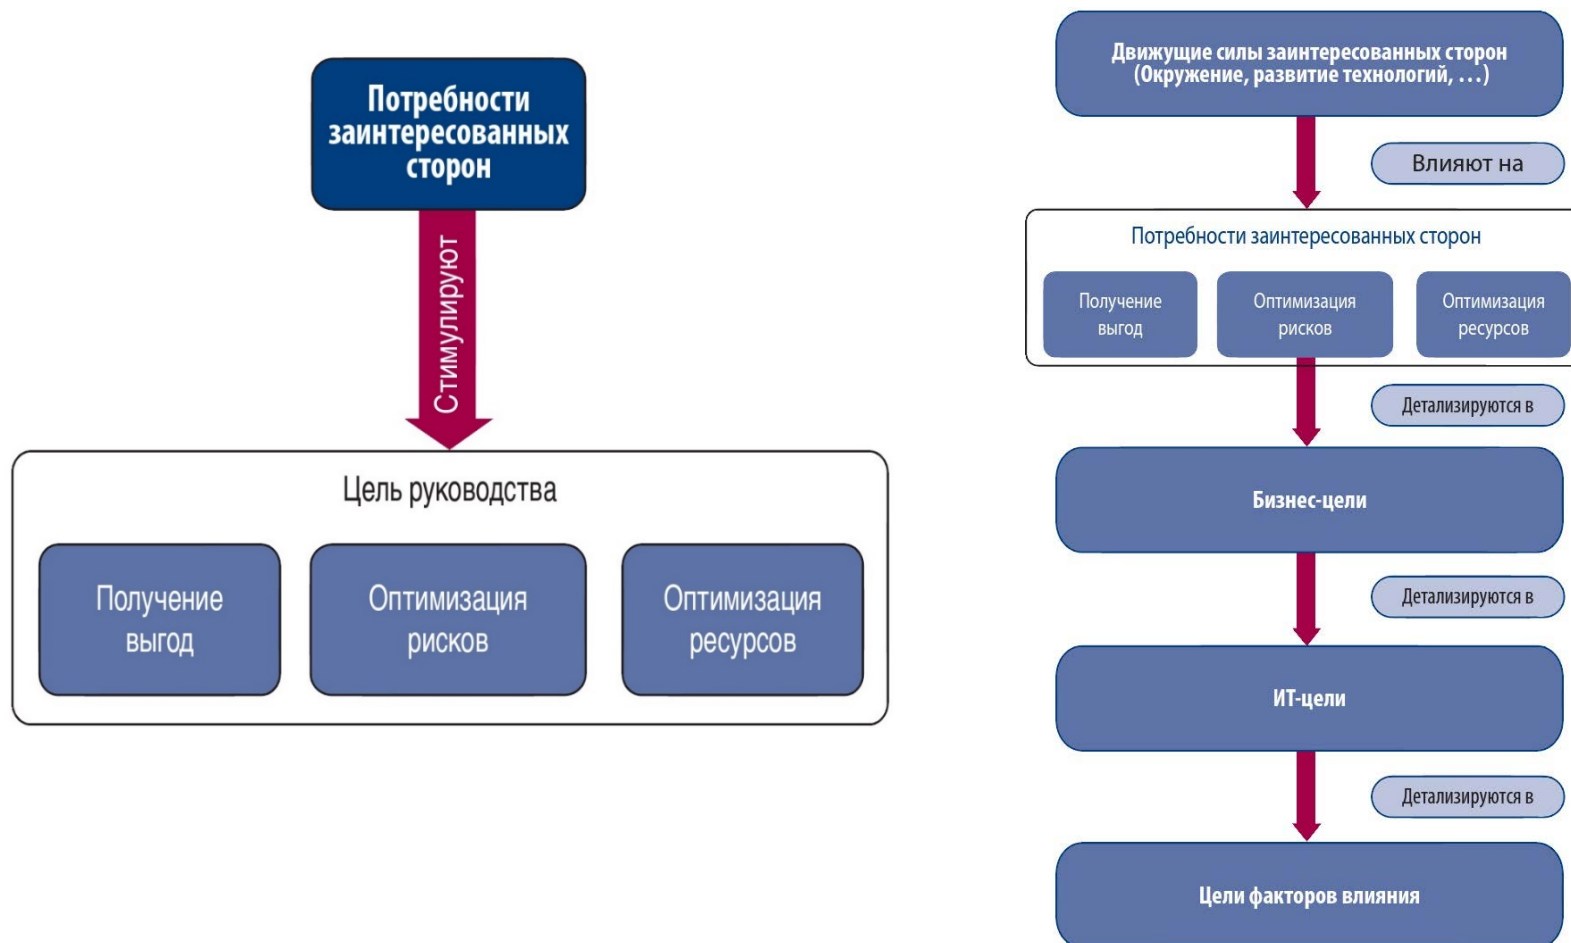 Потребности
заинтересованных
сторон
Стимулируют
Цель руководства
Получение
выгод
Оптимизация
рисков
Оптимизация
ресурсов
Движущие силы заинтересованных сторон
(Окружение, развитие технологий, …)
Влияют на
Потребности заинтересованных сторон
Получение
выгод
Оптимизация
рисков
Оптимизация
ресурсов
Детализируются в
Бизнес-цели
Детализируются в
ИТ-цели
Детализируются в
Цели факторов влияния